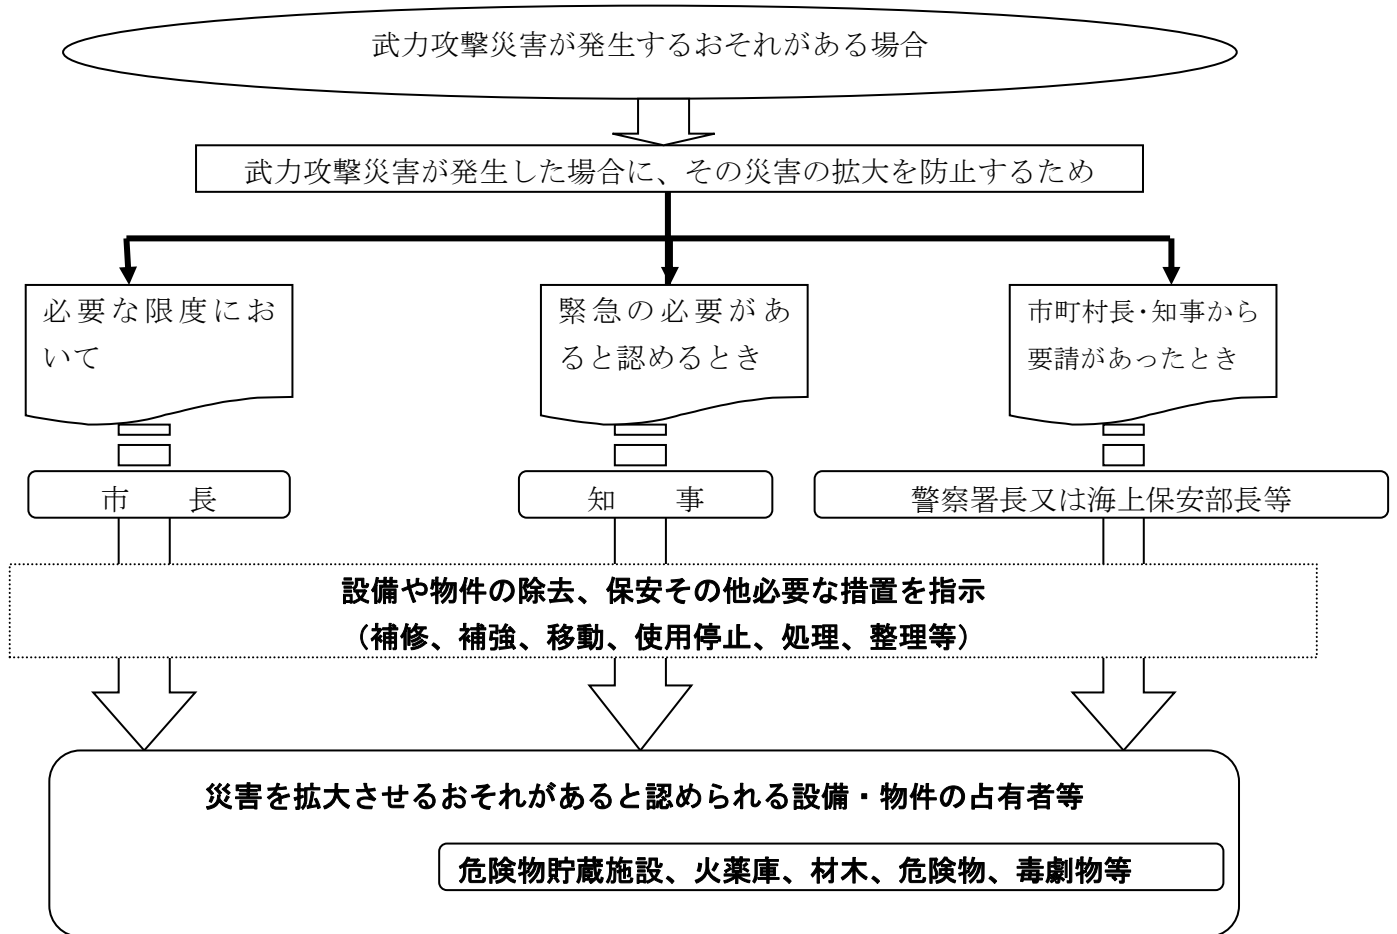 武力攻撃災害が発生するおそれがある場合
武力攻撃災害が発生した場合に、その災害の拡大を防止するため
必要な限度にお
いて
緊急の必要があ
ると認めるとき
市町村長・知事から
要請があったとき
市　　長
知　　事
警察署長又は海上保安部長等
設備や物件の除去、保安その他必要な措置を指示
（補修、補強、移動、使用停止、処理、整理等）
災害を拡大させるおそれがあると認められる設備・物件の占有者等
危険物貯蔵施設、火薬庫、材木、危険物、毒劇物等